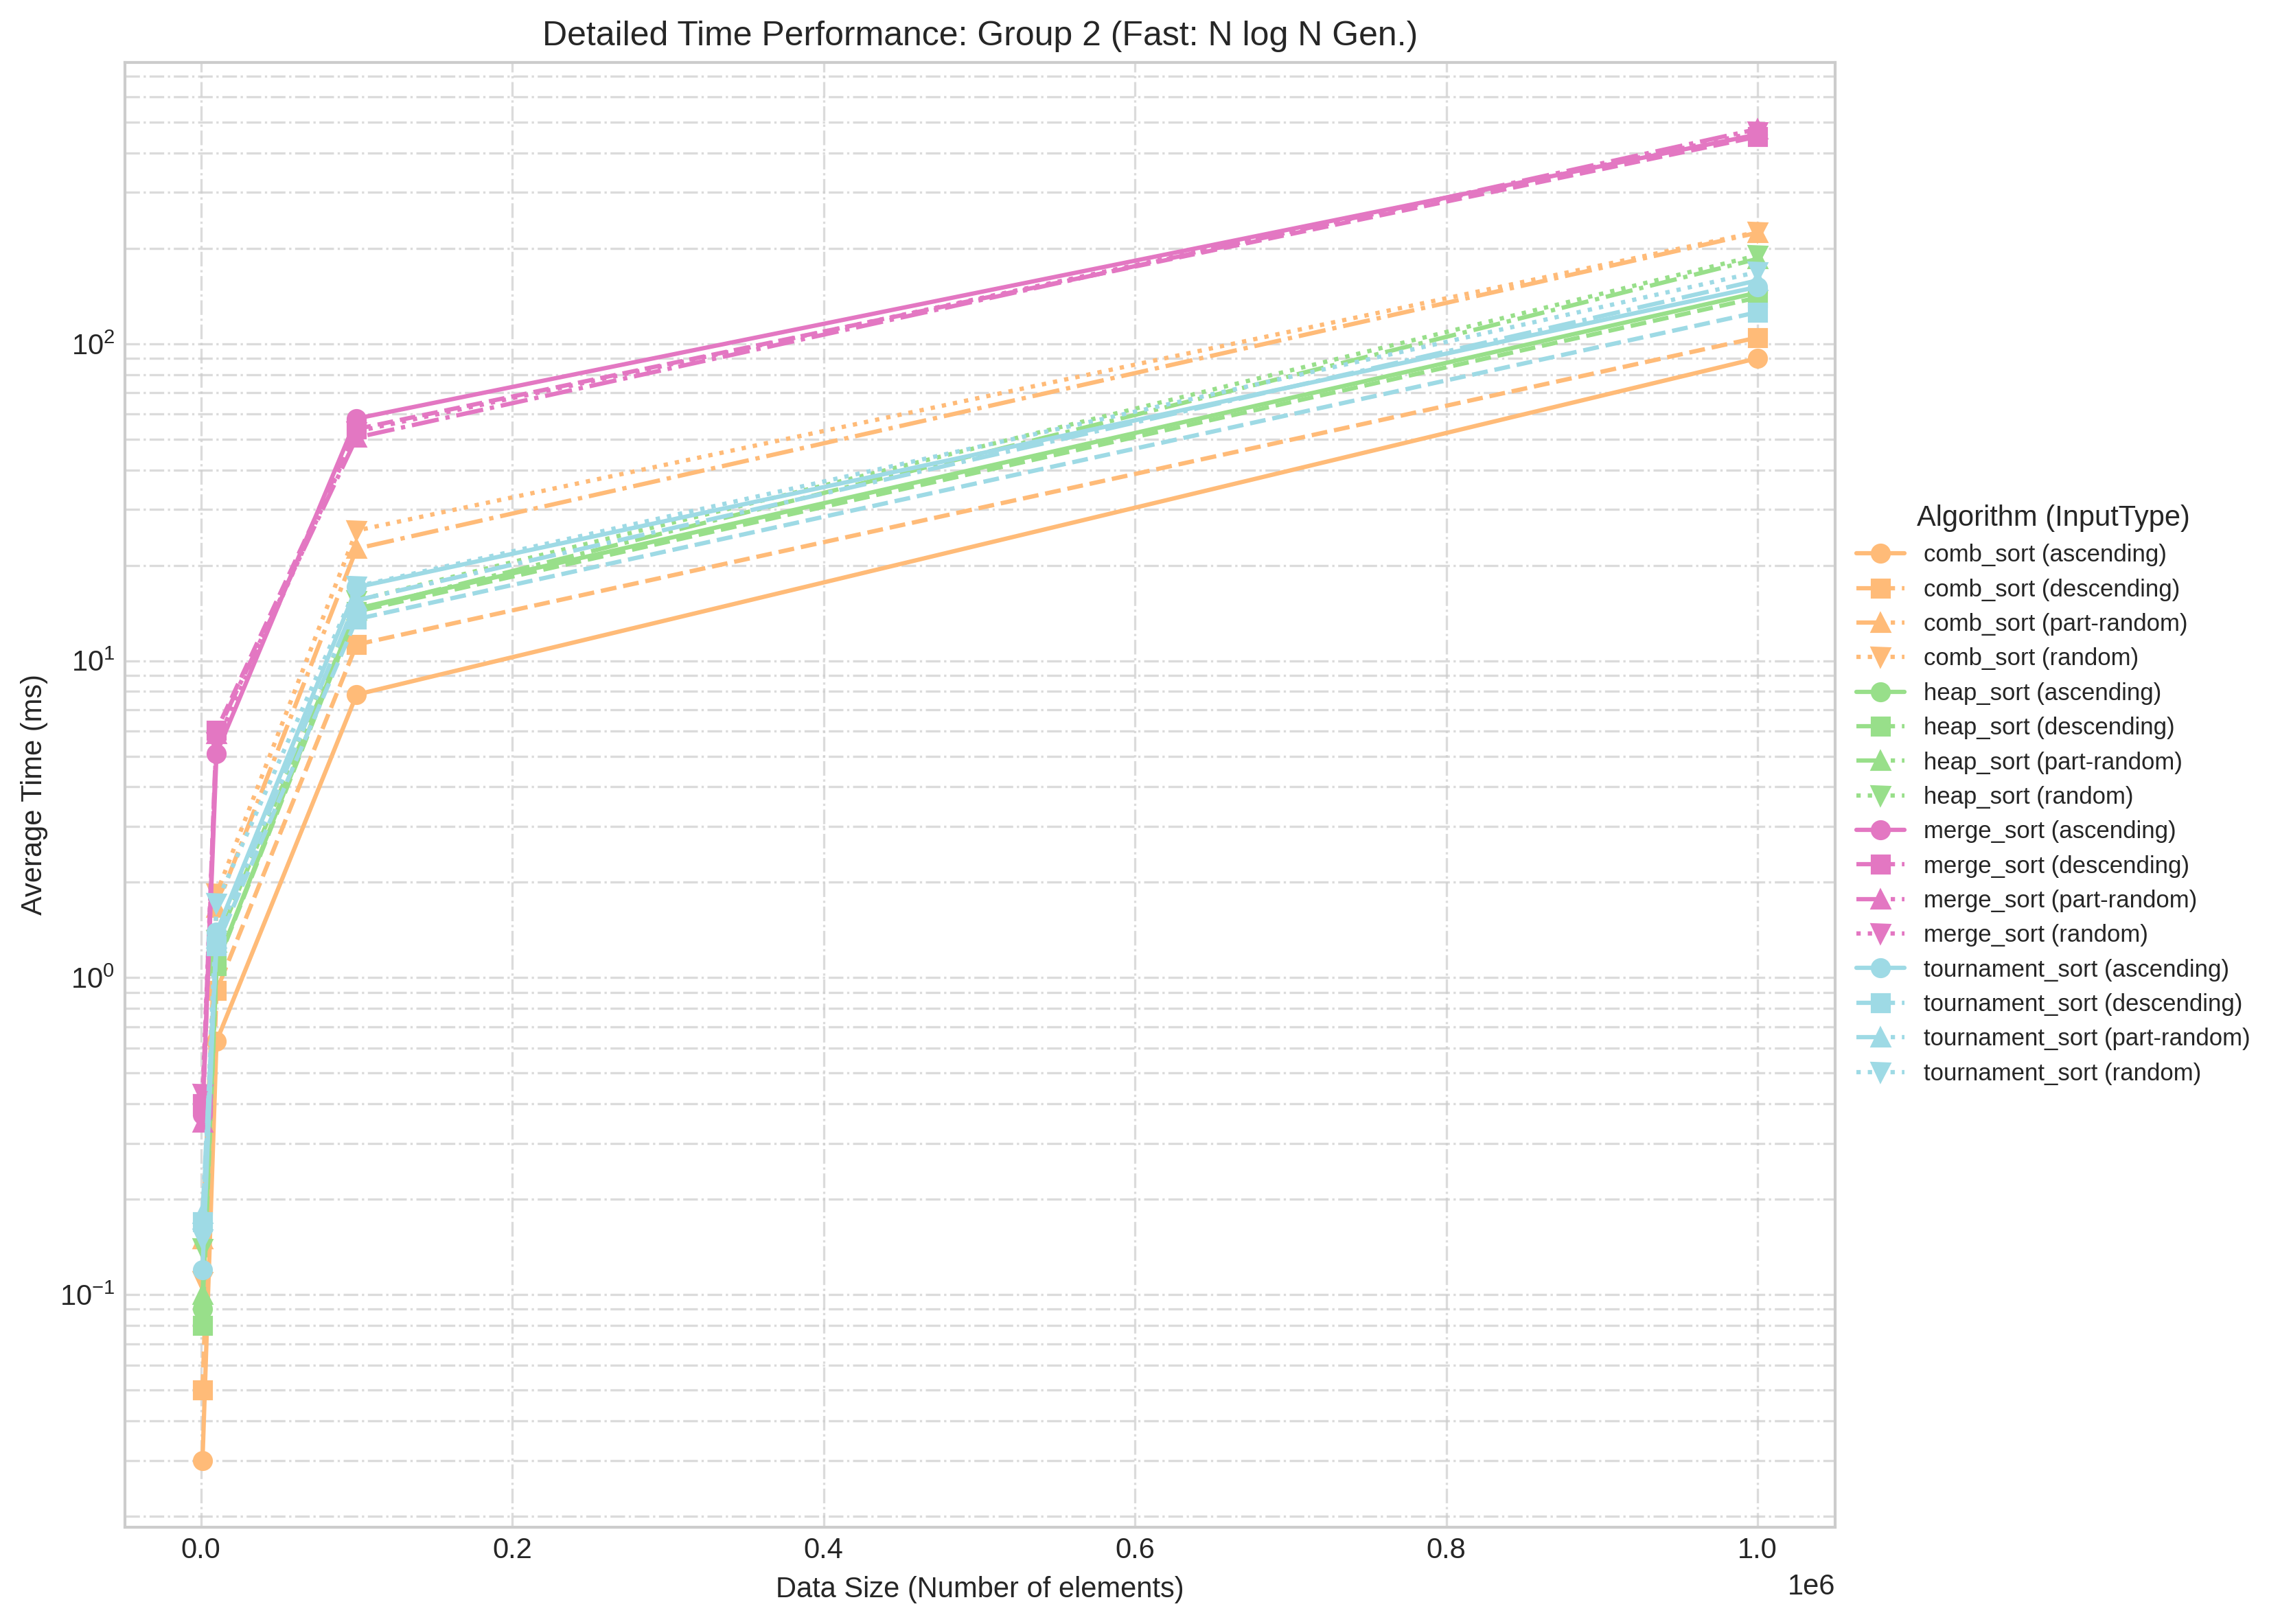 Detailed Time Performance: Group 2 (Fast: N log N Gen.)
Average Time (ms)
10²
10¹
10⁰
10⁻¹
0.0
0.2
0.4
0.6
0.8
1.0
1e6
Data Size (Number of elements)
Algorithm (InputType)
comb_sort (ascending)
comb_sort (descending)
comb_sort (part-random)
comb_sort (random)
heap_sort (ascending)
heap_sort (descending)
heap_sort (part-random)
heap_sort (random)
merge_sort (ascending)
merge_sort (descending)
merge_sort (part-random)
merge_sort (random)
tournament_sort (ascending)
tournament_sort (descending)
tournament_sort (part-random)
tournament_sort (random)